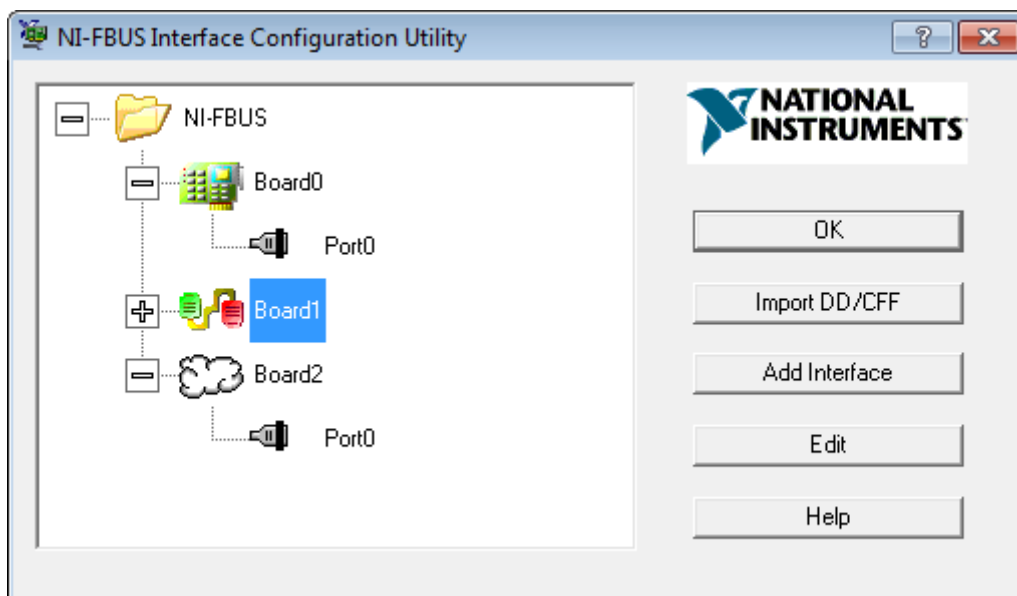 NI-FBUS Interface Configuration Utility
NI-FBUS
Board0
Port0
Board1
Board2
Port0
NATIONAL
INSTRUMENTS
OK
Import DD/CFF
Add Interface
Edit
Help